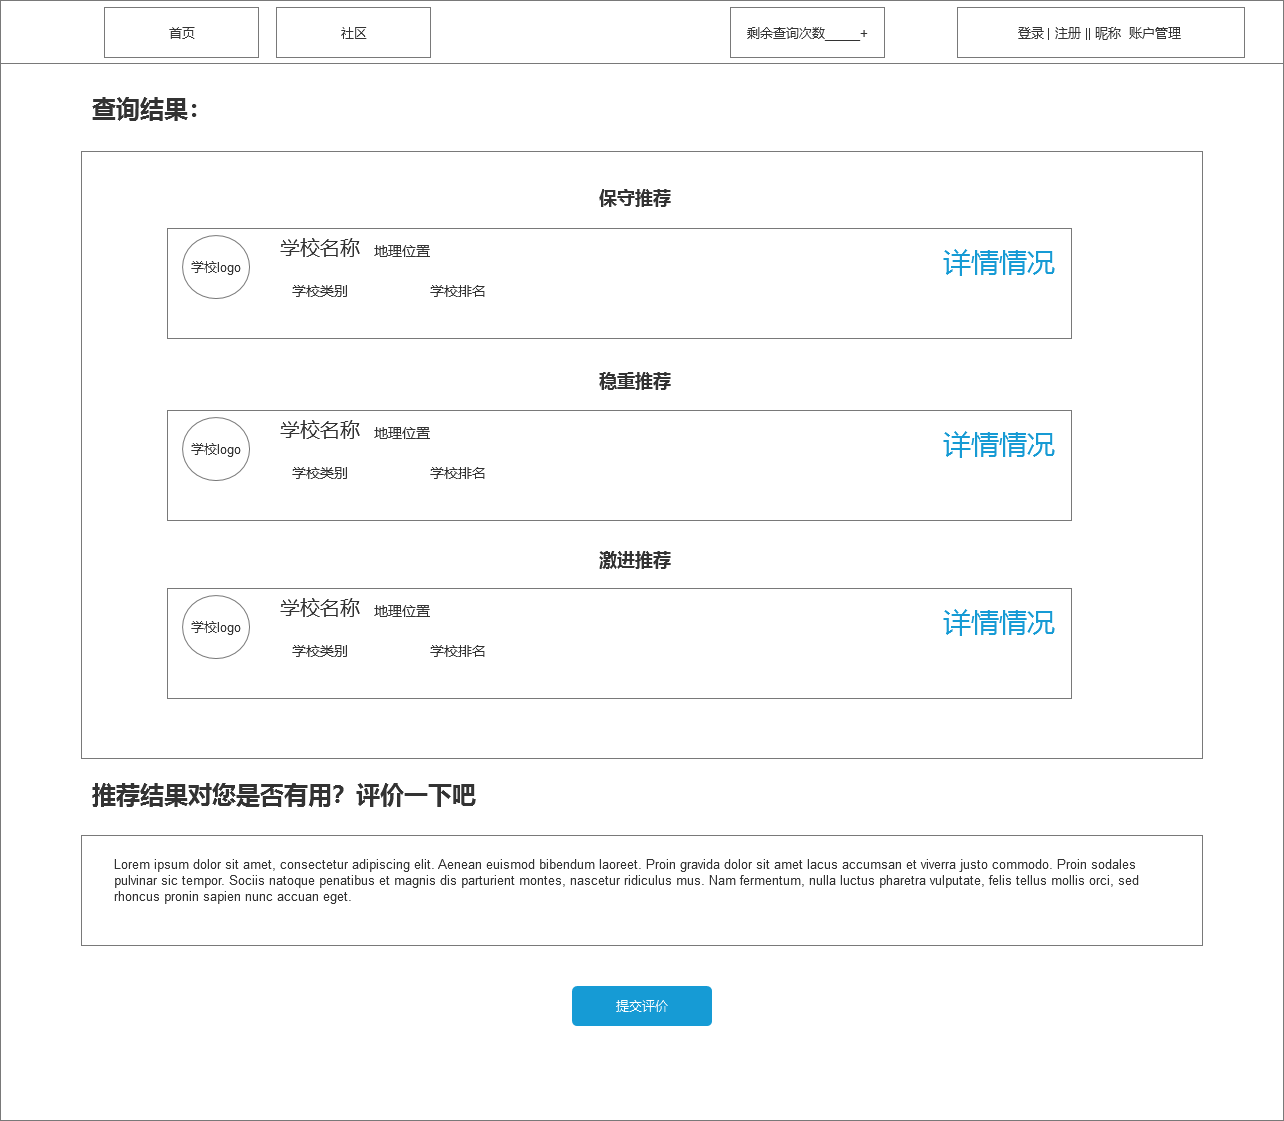 首页
社区
剩余查询次数_____+
登录 | 注册 || 昵称  账户管理
查询结果：
保守推荐
学校logo
学校名称 地理位置
详情情况
学校类别 学校排名
稳重推荐
学校logo
学校名称 地理位置
详情情况
学校类别 学校排名
激进推荐
学校logo
学校名称 地理位置
详情情况
学校类别 学校排名
推荐结果对您是否有用？评价一下吧
Lorem ipsum dolor sit amet, consectetur adipiscing elit. Aenean euismod bibendum laoreet. Proin gravida dolor sit amet lacus accumsan et viverra justo commodo. Proin sodales
pulvinar sic tempor. Sociis natoque penatibus et magnis dis parturient montes, nascetur ridiculus mus. Nam fermentum, nulla luctus pharetra vulputate, felis tellus mollis orci, sed
rhoncus pronin sapien nunc accuan eget.
提交评价